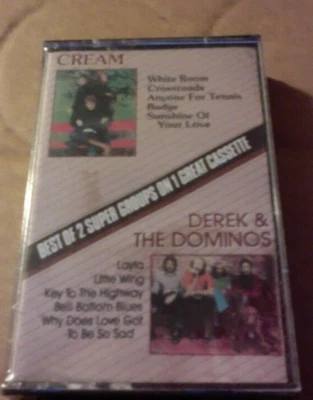 CREAM
White Room
Crossroads
Anyone For Tennis
Badge
Sunshine Of
Your Love
BEST OF 2 SUPER GROUPS ON 1 GREAT CASSETTE
DEREK &
THE DOMINOS
Layla
Little Wing
Key To The Highway
Bell Bottom Blues
Why Does Love Got
To Be So Sad